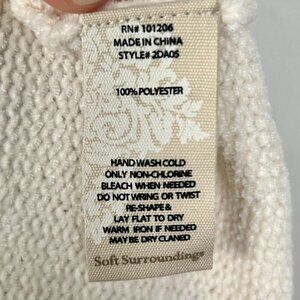 RN# 101206
MADE IN CHINA
STYLE# 2DA05
100% POLYESTER
HAND WASH COLD
ONLY NON-CHLORINE
BLEACH WHEN NEEDED
DO NOT WRING OR TWIST
RE-SHAPE &
LAY FLAT TO DRY
WARM IRON IF NEEDED
MAY BE DRY CLANED
Soft Surroundings